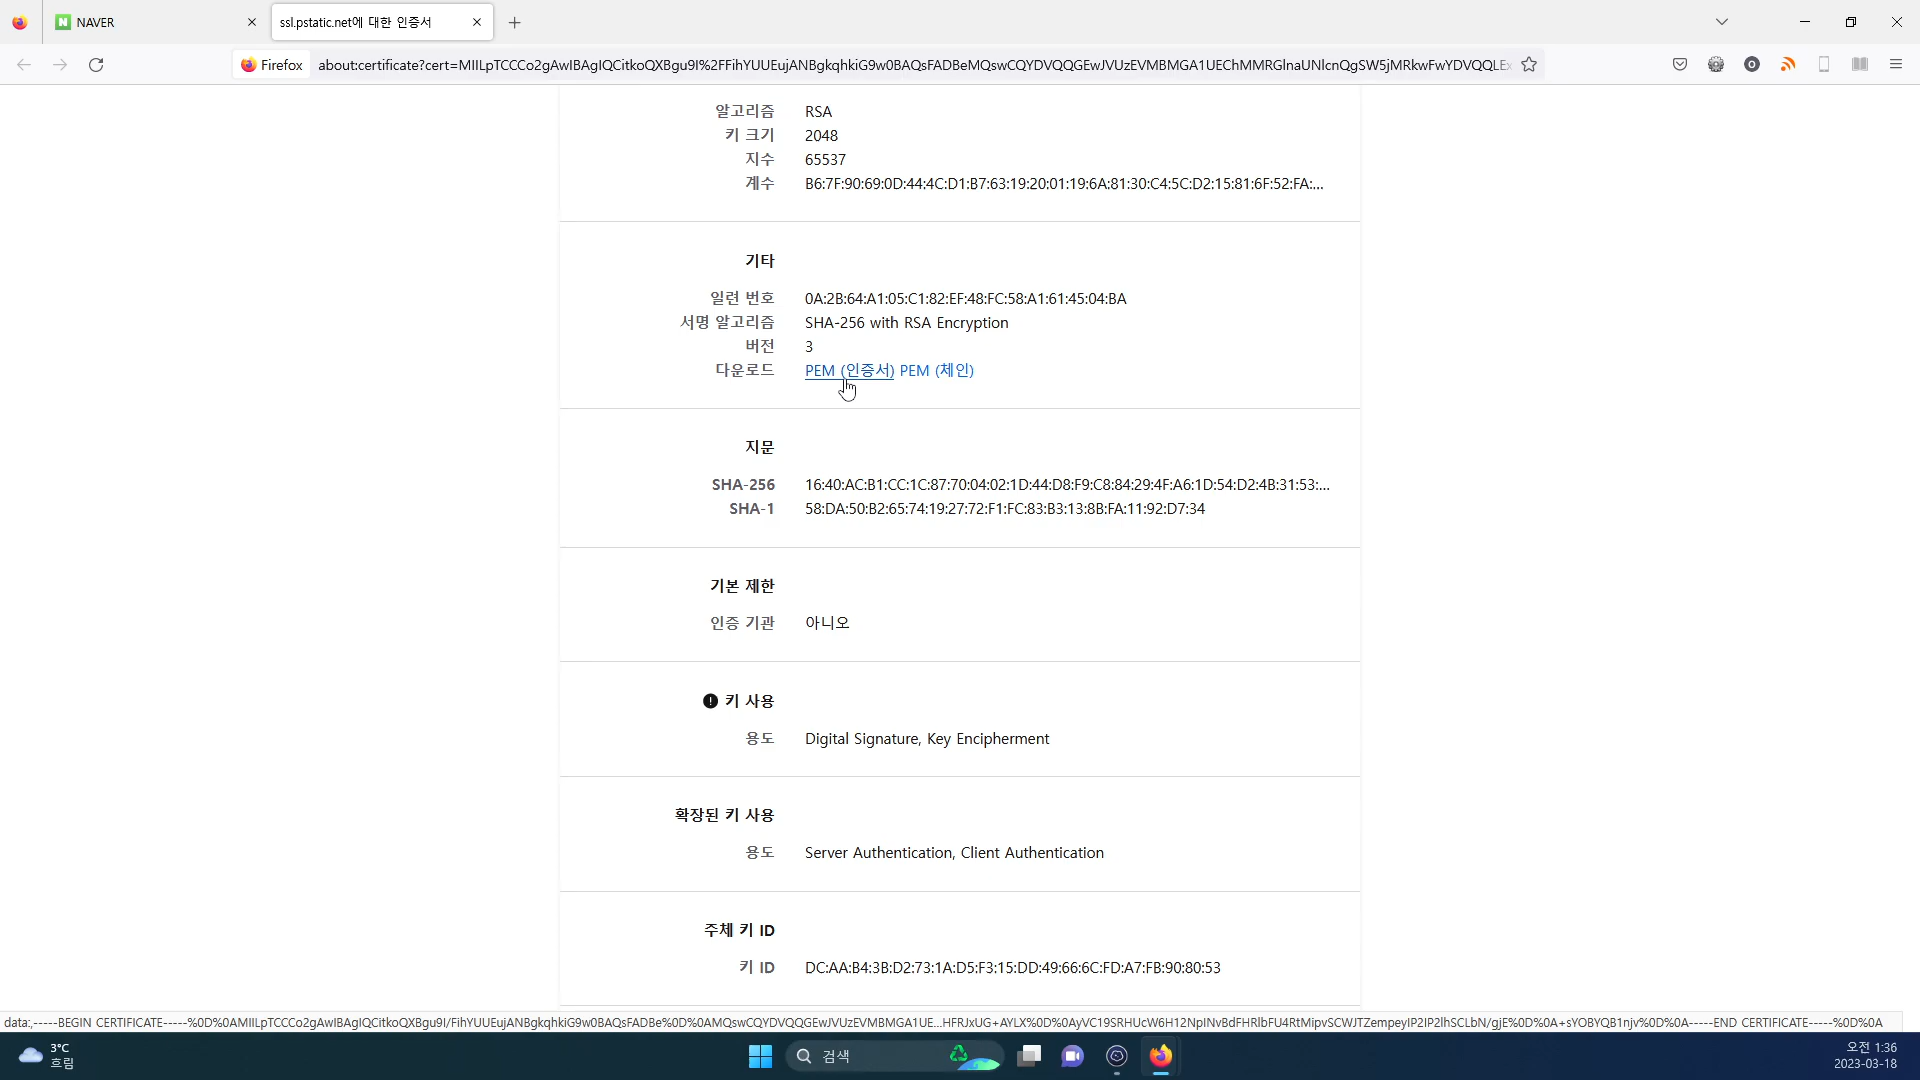 NAVER
ssl.pstatic.net에 대한 인증서
Firefox
about:certificate?cert=MIILpTCCCo2gAwIBAgIQCitkoQXBgu9I%2FFihYUUEujANBgkqhkiG9w0BAQsFADBeMQswCQYDVQQGEwJVUzEVMBMGA1UEChMMRGlnaUNlcnQgSW5jMRkwFwYDVQQLEx
알고리즘 RSA
키 크기 2048
지수 65537
계수 B6:7F:90:69:0D:44:4C:D1:B7:63:19:20:01:19:6A:81:30:C4:5C:D2:15:81:6F:52:FA:...
기타
일련 번호 0A:2B:64:A1:05:C1:82:EF:48:FC:58:A1:61:45:04:BA
서명 알고리즘 SHA-256 with RSA Encryption
버전 3
다운로드 PEM (인증서) PEM (체인)
지문
SHA-256 16:40:AC:B1:CC:1C:87:70:04:02:1D:44:D8:F9:C8:84:29:4F:A6:1D:54:D2:4B:31:53:...
SHA-1 58:DA:50:B2:65:74:19:27:72:F1:FC:83:B3:13:8B:FA:11:92:D7:34
기본 제한
인증 기관 아니오
키 사용
용도 Digital Signature, Key Encipherment
확장된 키 사용
용도 Server Authentication, Client Authentication
주체 키 ID
키 ID DC:AA:B4:3B:D2:73:1A:D5:F3:15:DD:49:66:6C:FD:A7:FB:90:80:53
data:,-----BEGIN CERTIFICATE-----%0D%0AMIILpTCCCo2gAwIBAgIQCitkoQXBgu9I/FihYUUEujANBgkqhkiG9w0BAQsFADBe%0D%0AMQswCQYDVQQGEwJVUzEVMBMGA1UE...HFRJxUG+AYLX%0D%0AyVC19SRHUcW6H12NpINvBdFHRlbFU4RtMipvSCWJTZempeyIP2IP2lhSCLbN/gjE%0D%0A+sYOBYQB1njv%0D%0A-----END CERTIFICATE-----%0D%0A
3°C
흐림
검색
오전 1:36
2023-03-18